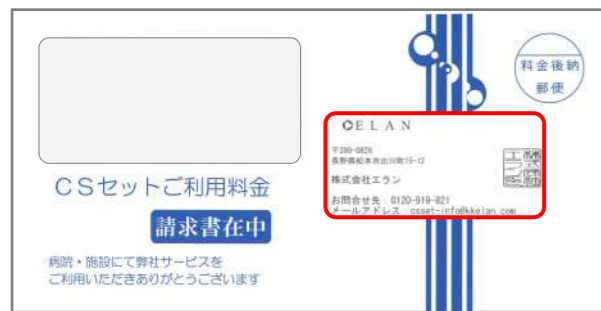 料金後納
郵便
ELAN
〒390-0826
長野県松本市出川町15-12
株式会社エラン
お問合せ先：0120-919-821
メールアドレス：csset-info@kkelan.com
CSセットご利用料金
請求書在中
病院・施設にて弊社サービスを
ご利用いただきありがとうございます